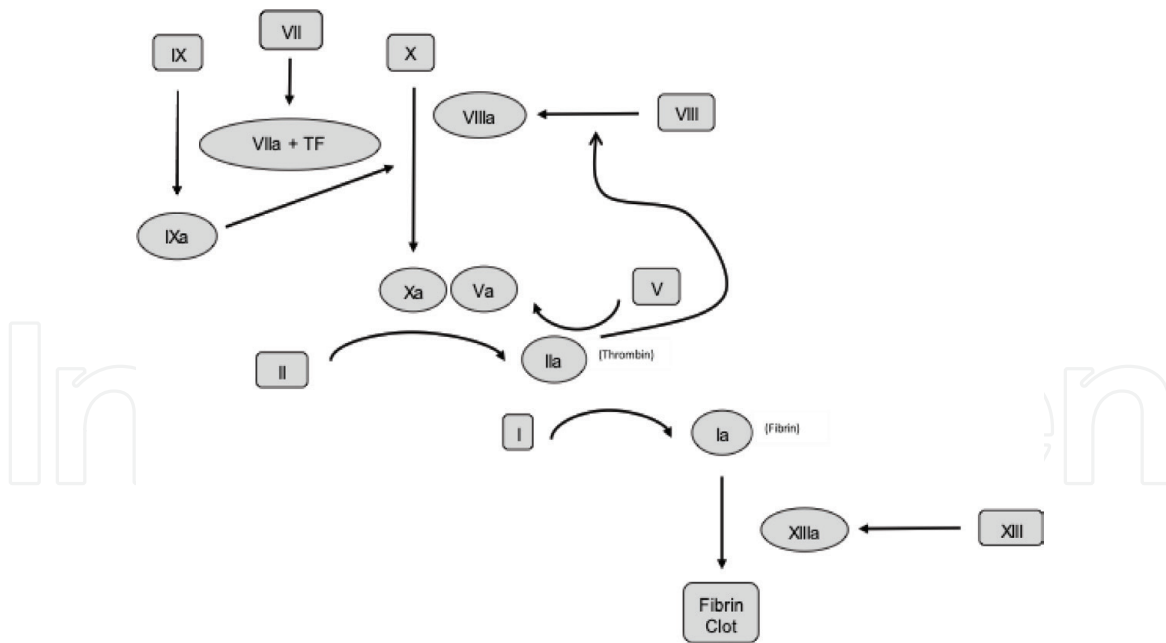 VII
IX
X
VIIIa
VIII
VIIa + TF
IXa
Xa
Va
V
IIa
(Thrombin)
II
I
Ia
(Fibrin)
XIIIa
XIII
Fibrin
Clot